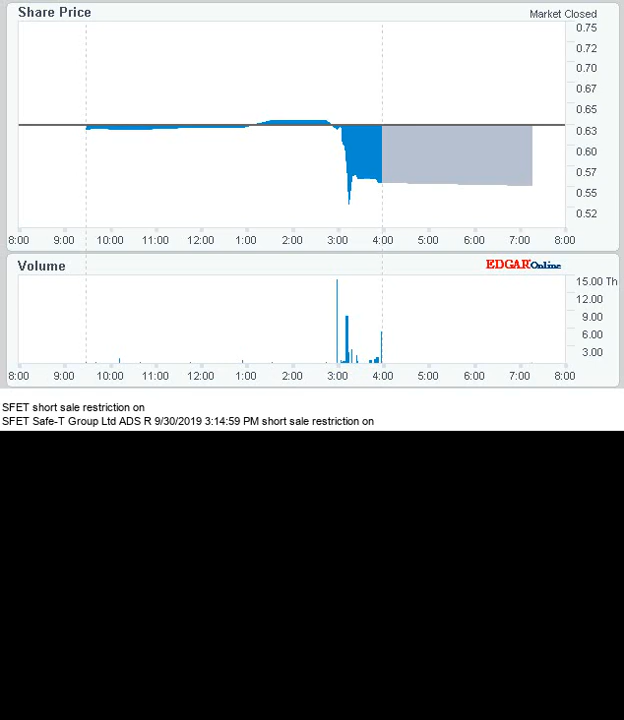 Share Price
Market Closed
0.75
0.72
0.70
0.67
0.65
0.63
0.60
0.57
0.55
0.52
8:00 9:00 10:00 11:00 12:00 1:00 2:00 3:00 4:00 5:00 6:00 7:00 8:00
Volume
EDGAR Online
15.00 Th
12.00
9.00
6.00
3.00
8:00 9:00 10:00 11:00 12:00 1:00 2:00 3:00 4:00 5:00 6:00 7:00 8:00
SFET short sale restriction on
SFET Safe-T Group Ltd ADS R 9/30/2019 3:14:59 PM short sale restriction on